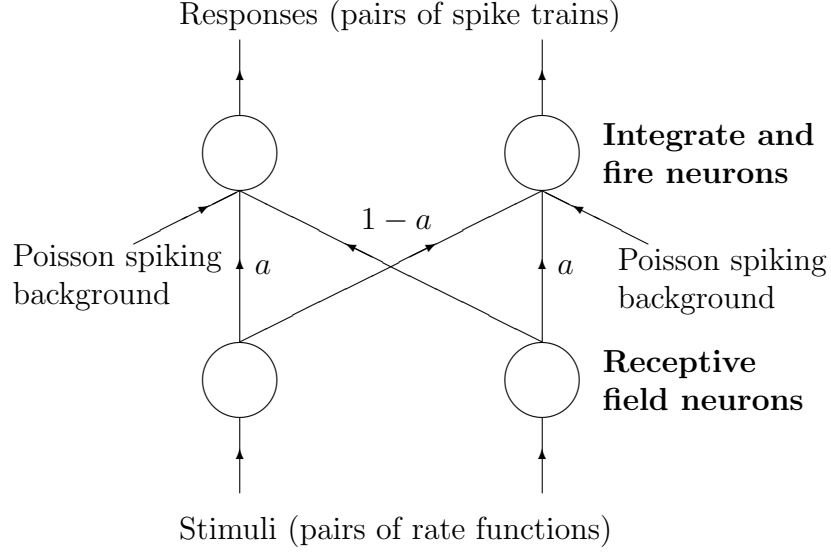 Responses (pairs of spike trains)
Integrate and
fire neurons
1 − a
Poisson spiking
background
a
a
Poisson spiking
background
Receptive
field neurons
Stimuli (pairs of rate functions)